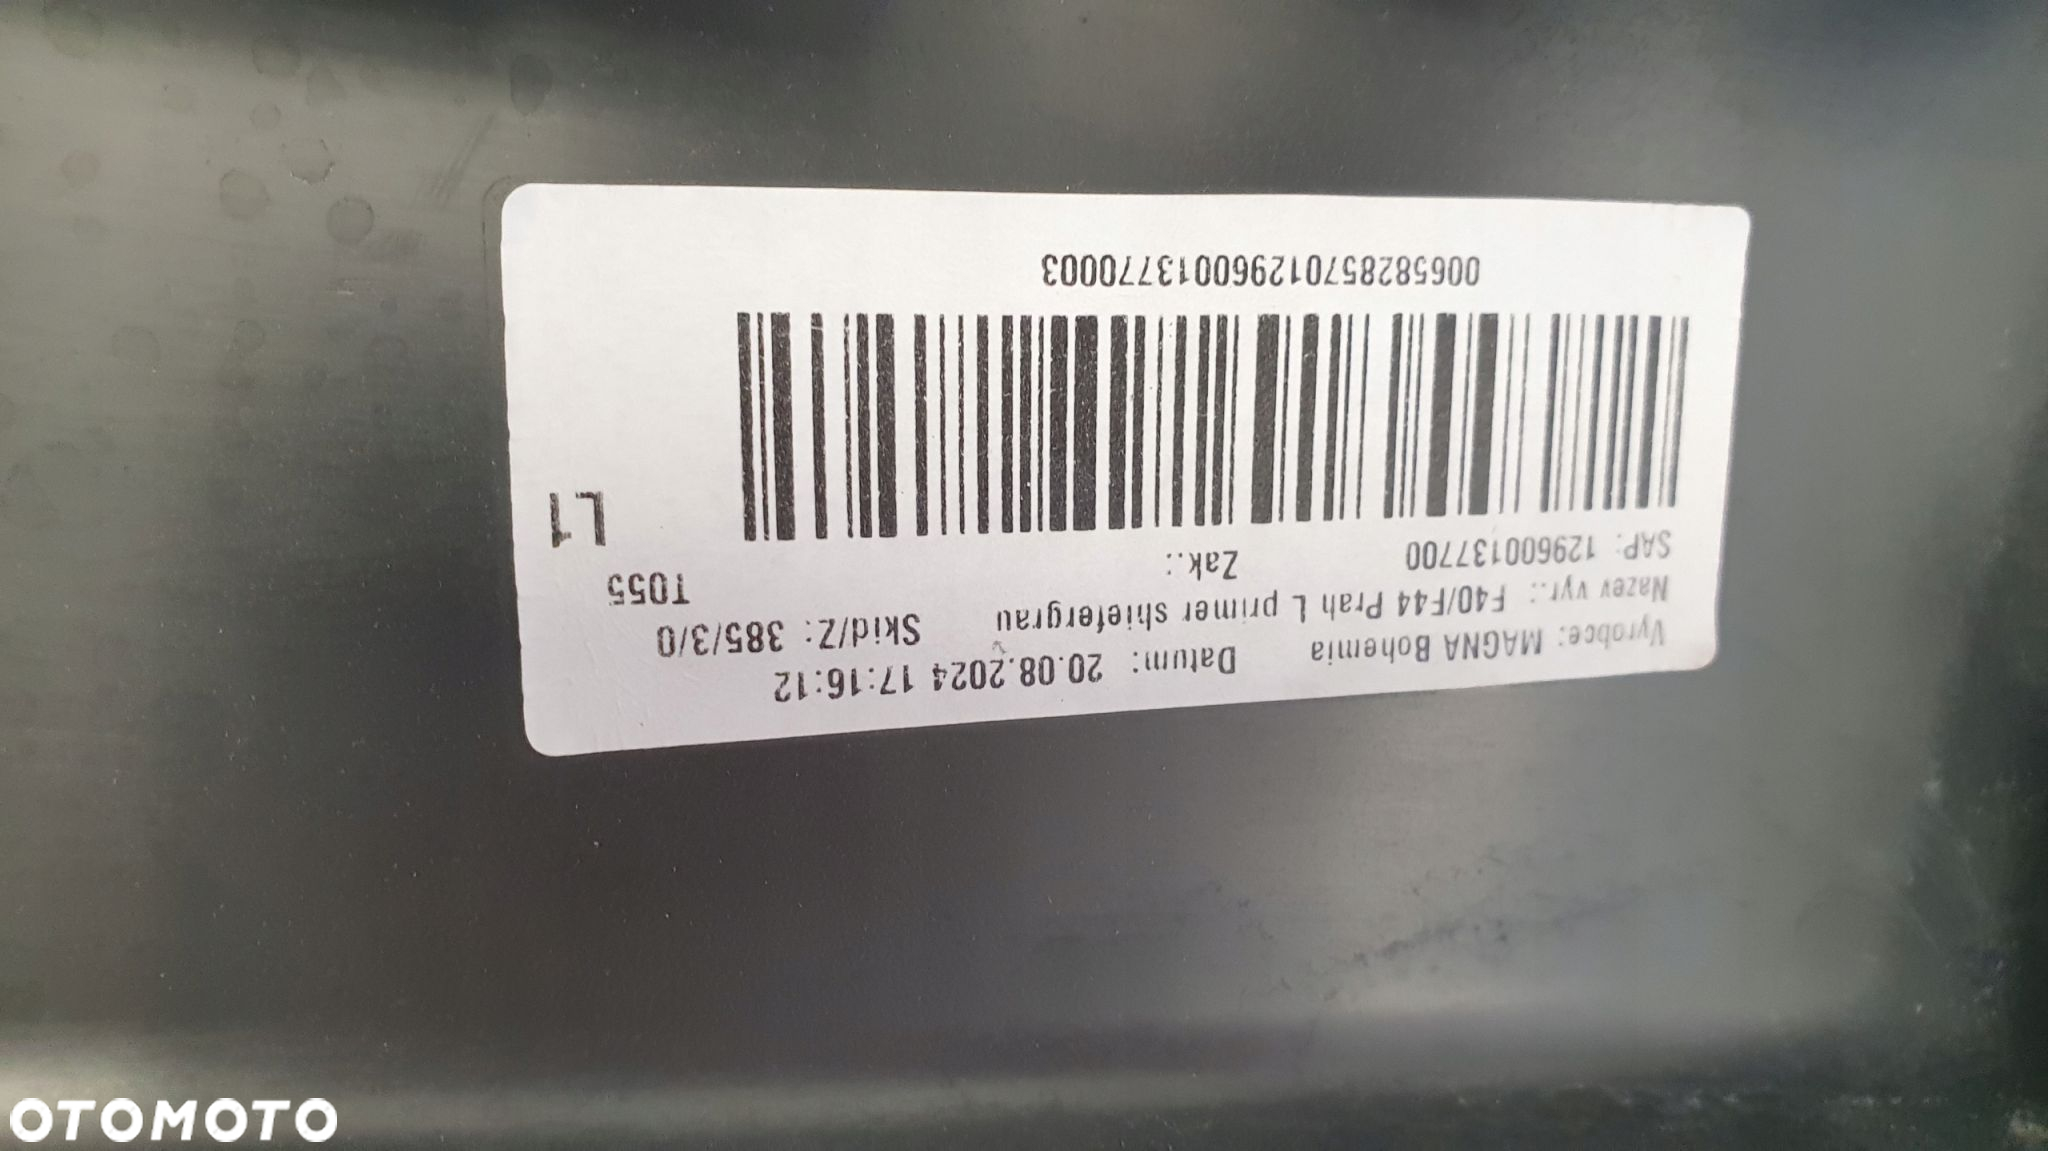 Vyrobce: MAGNA Bohemia Datum: 20.08.2024 17:16:12
Nazev vyr.: F40/F44 Prah L primer shiefergrau Skid/Z: 385/3/0
SAP: 129600137700 Zak.: T055
L1
006582857012960013770003
OTOMOTO